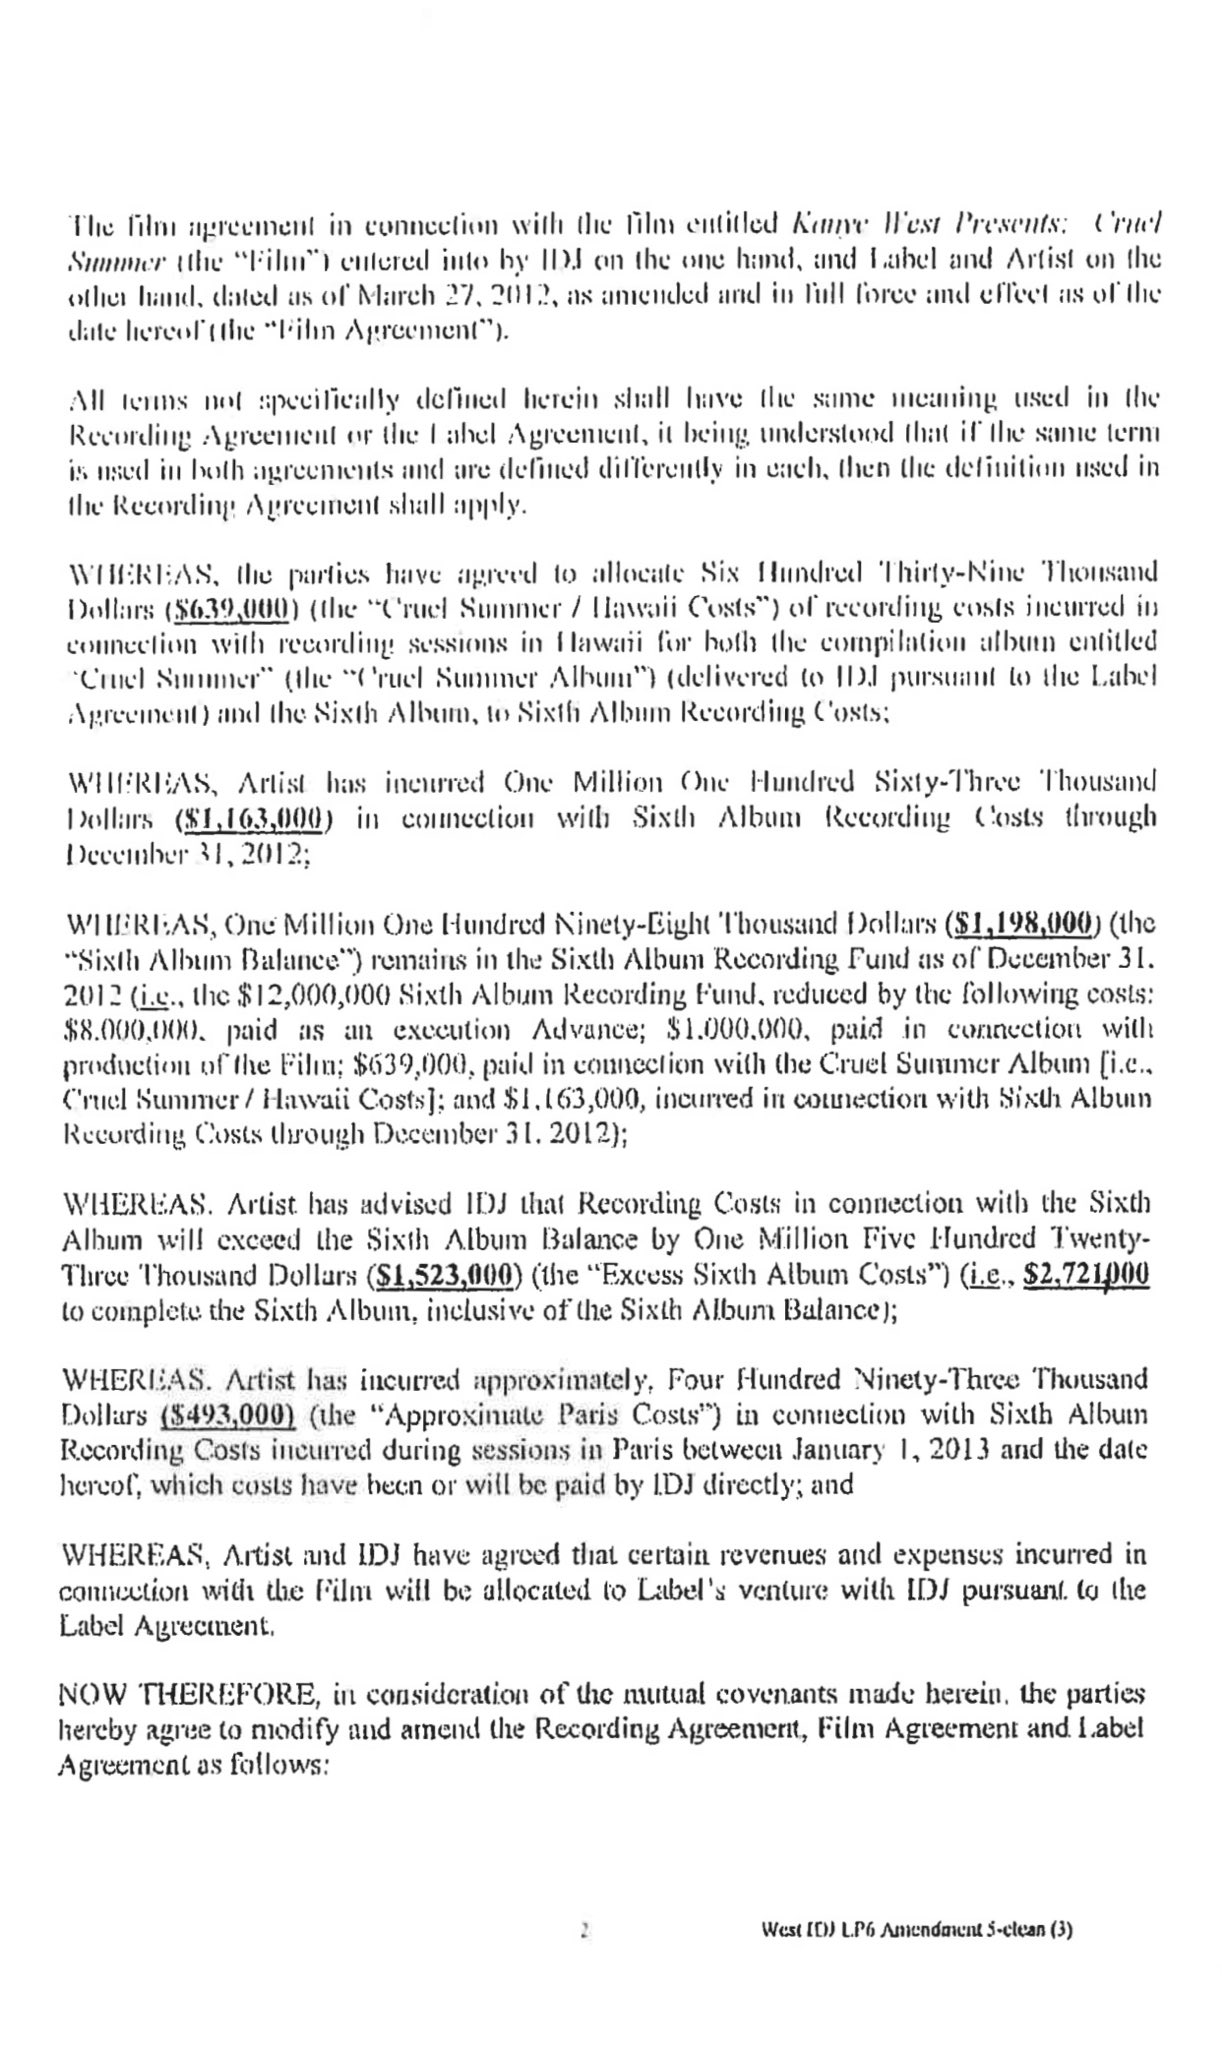 The film agreement in connection with the film entitled Kanye West Presents: Cruel
Summer (the “Film”) entered into by IDJ on the one hand, and Label and Artist on the
other hand, dated as of March 27, 2012, as amended and in full force and effect as of the
date hereof (the “Film Agreement”).
All terms not specifically defined herein shall have the same meaning used in the
Recording Agreement or the Label Agreement, it being understood that if the same term
is used in both agreements and are defined differently in each, then the definition used in
the Recording Agreement shall apply.
WHEREAS, the parties have agreed to allocate Six Hundred Thirty-Nine Thousand
Dollars ($639,000) (the “Cruel Summer / Hawaii Costs”) of recording costs incurred in
connection with recording sessions in Hawaii for both the compilation album entitled
“Cruel Summer” (the “Cruel Summer Album”) (delivered to IDJ pursuant to the Label
Agreement) and the Sixth Album, to Sixth Album Recording Costs;
WHEREAS, Artist has incurred One Million One Hundred Sixty-Three Thousand
Dollars ($1,163,000) in connection with Sixth Album Recording Costs through
December 31, 2012;
WHEREAS, One Million One Hundred Ninety-Eight Thousand Dollars ($1,198,000) (the
“Sixth Album Balance”) remains in the Sixth Album Recording Fund as of December 31,
2012 (i.e., the $12,000,000 Sixth Album Recording Fund, reduced by the following costs:
$8,000,000, paid as an execution Advance; $1,000,000, paid in connection with
production of the Film; $639,000, paid in connection with the Cruel Summer Album [i.e.,
Cruel Summer / Hawaii Costs]; and $1,163,000, incurred in connection with Sixth Album
Recording Costs through December 31, 2012);
WHEREAS, Artist has advised IDJ that Recording Costs in connection with the Sixth
Album will exceed the Sixth Album Balance by One Million Five Hundred Twenty-
Three Thousand Dollars ($1,523,000) (the “Excess Sixth Album Costs”) (i.e., $2,721,000
to complete the Sixth Album, inclusive of the Sixth Album Balance);
WHEREAS, Artist has incurred approximately, Four Hundred Ninety-Three Thousand
Dollars ($493,000) (the “Approximate Paris Costs”) in connection with Sixth Album
Recording Costs incurred during sessions in Paris between January 1, 2013 and the date
hereof, which costs have been or will be paid by IDJ directly; and
WHEREAS, Artist and IDJ have agreed that certain revenues and expenses incurred in
connection with the Film will be allocated to Label's venture with IDJ pursuant to the
Label Agreement.
NOW THEREFORE, in consideration of the mutual covenants made herein, the parties
hereby agree to modify and amend the Recording Agreement, Film Agreement and Label
Agreement as follows:
2
West IDJ LP6 Amendment 5-clean (3)